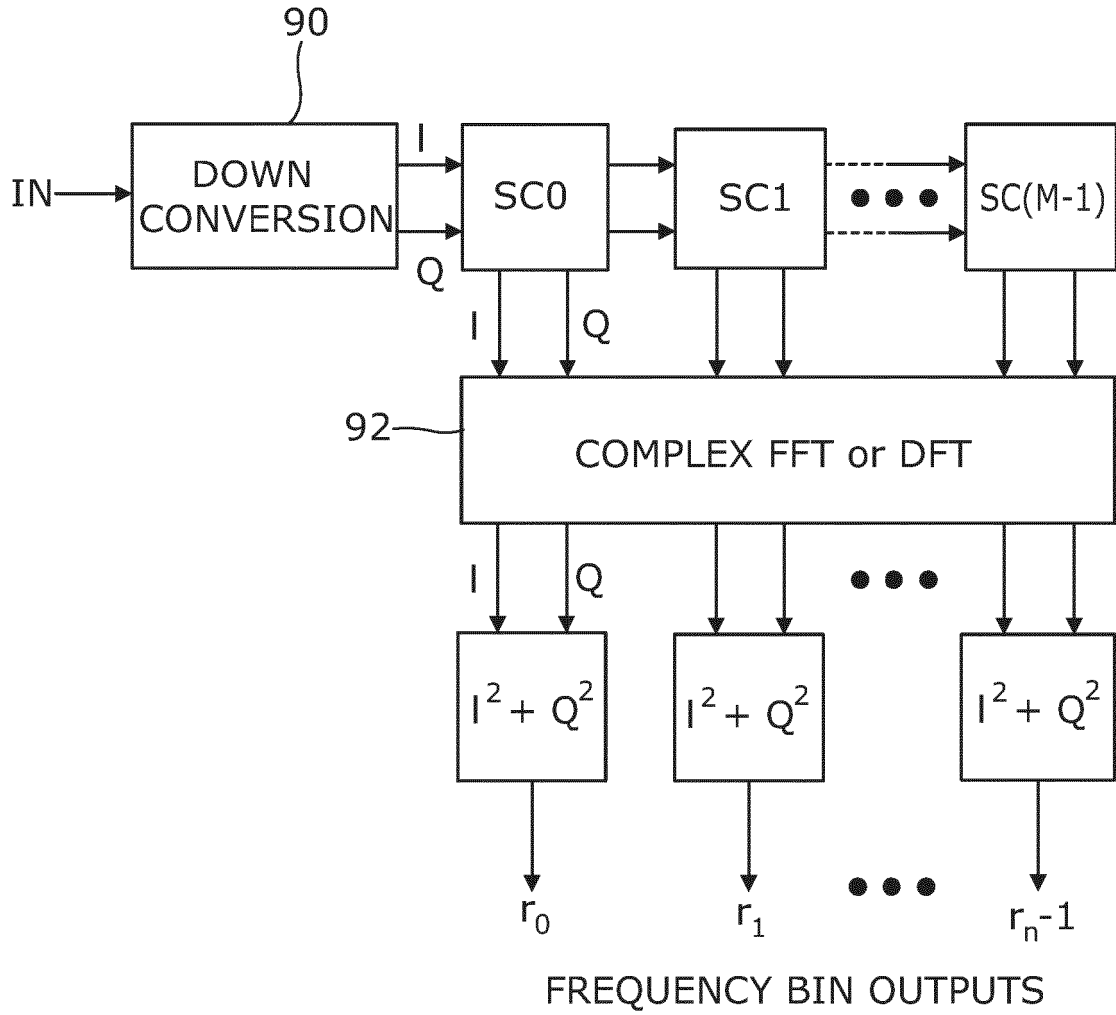 90
IN
DOWN
CONVERSION
I
Q
SC0
SC1
SC(M-1)
I
Q
92
COMPLEX FFT or DFT
I
Q
I² + Q²
I² + Q²
I² + Q²
r₀
r₁
rₙ-1
FREQUENCY BIN OUTPUTS